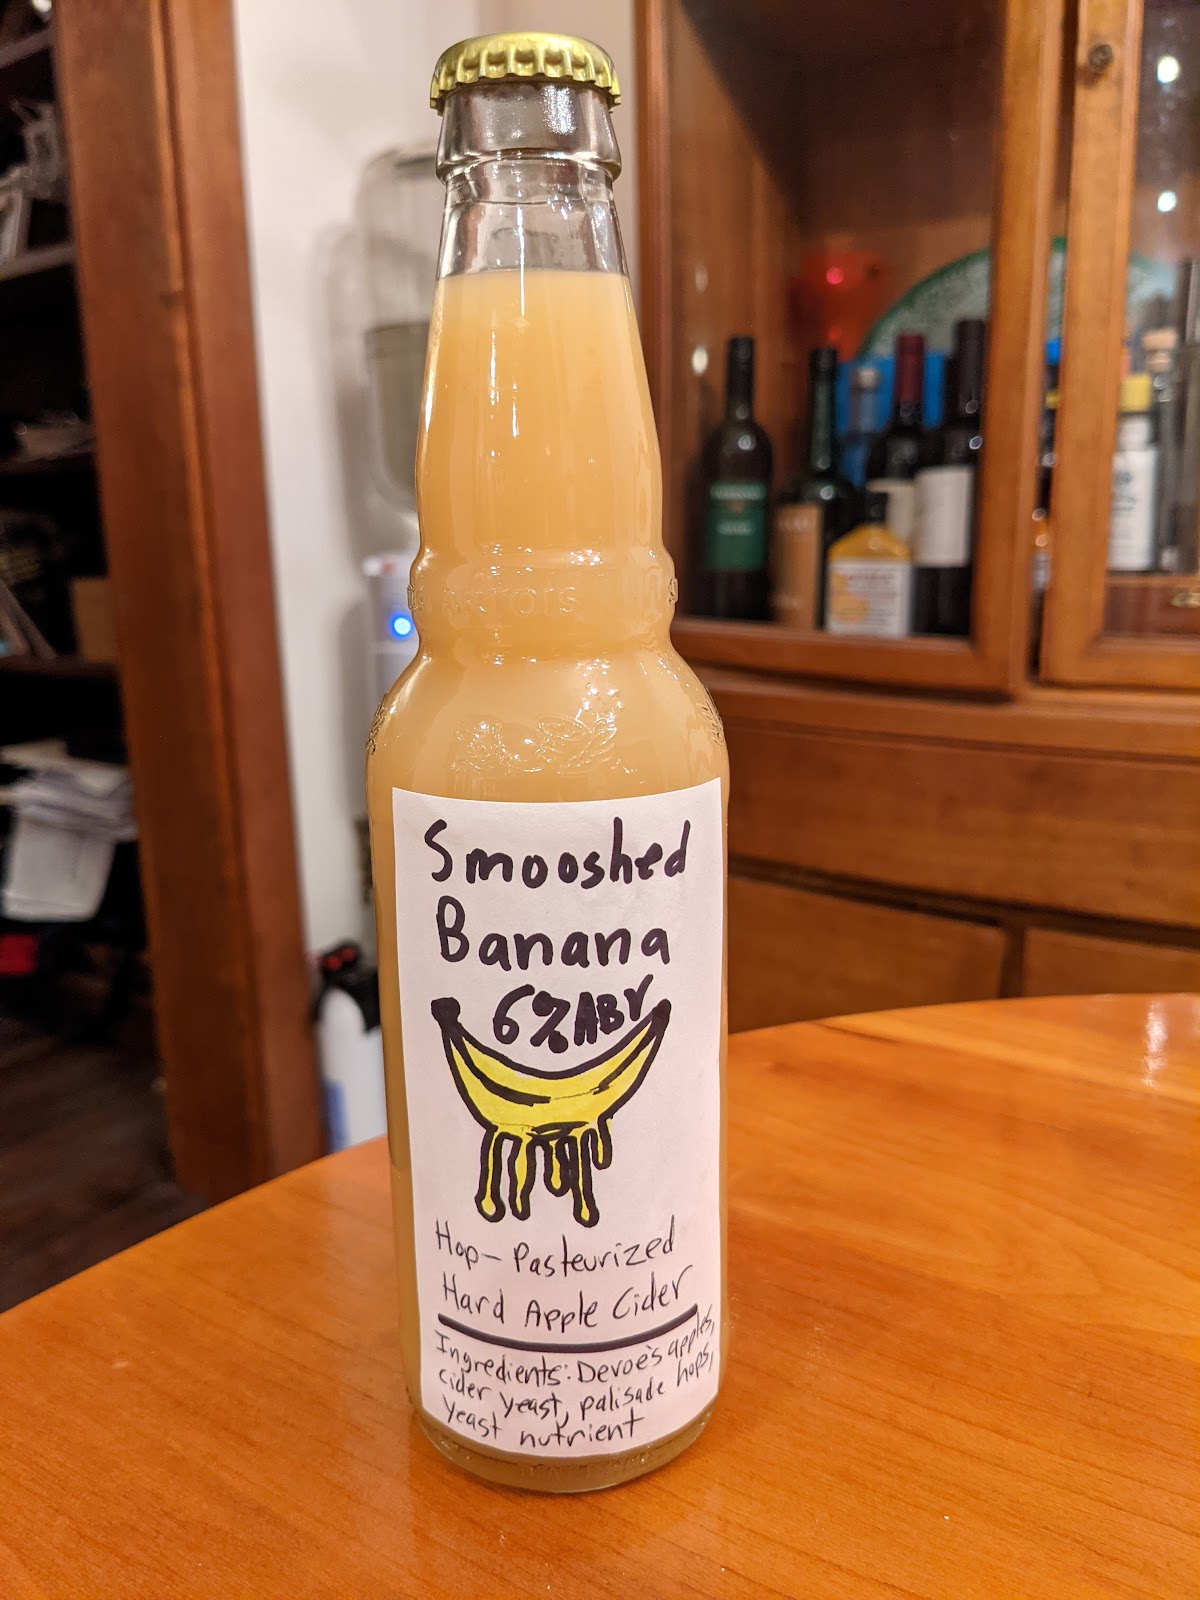 Smooshed
Banana
6% ABV
Hop-Pasteurized
Hard Apple Cider
Ingredients: Devoe's apples,
cider yeast, palisade hops,
yeast nutrient